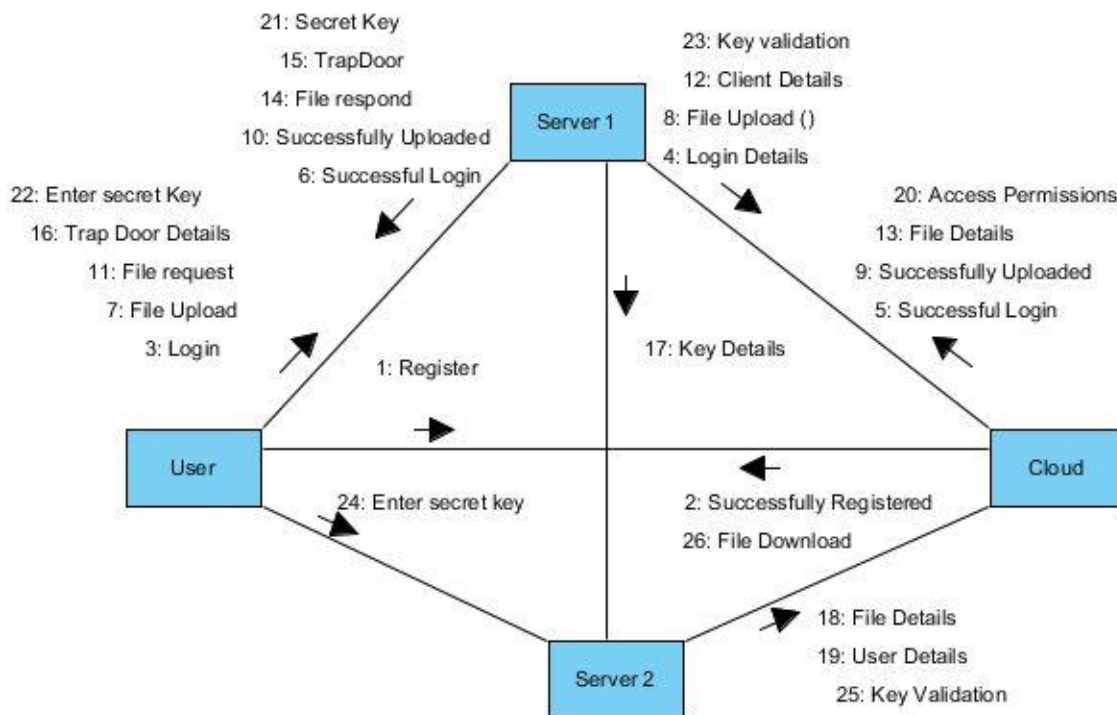 21: Secret Key
15: TrapDoor
14: File respond
10: Successfully Uploaded
6: Successful Login
23: Key validation
12: Client Details
8: File Upload ()
4: Login Details
Server 1
22: Enter secret Key
16: Trap Door Details
11: File request
7: File Upload
3: Login
20: Access Permissions
13: File Details
9: Successfully Uploaded
5: Successful Login
17: Key Details
1: Register
User
Cloud
24: Enter secret key
2: Successfully Registered
26: File Download
18: File Details
19: User Details
25: Key Validation
Server 2